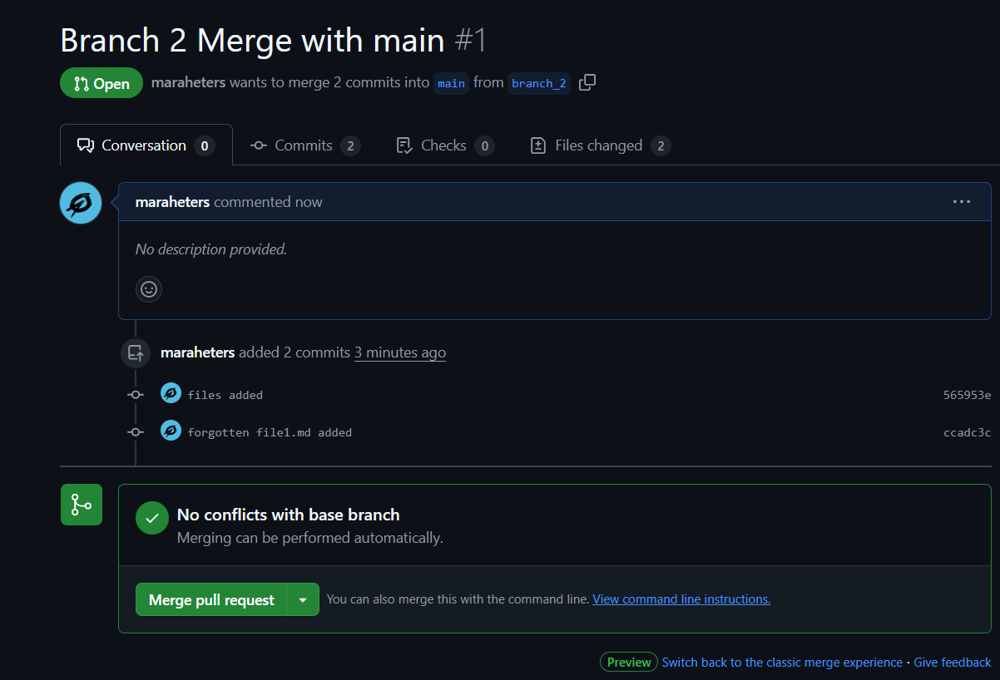 Branch 2 Merge with main #1
Open maraheters wants to merge 2 commits into main from branch_2
Conversation 0 Commits 2 Checks 0 Files changed 2
maraheters commented now
No description provided.
maraheters added 2 commits 3 minutes ago
files added 565953e
forgotten file1.md added ccadc3c
No conflicts with base branch
Merging can be performed automatically.
Merge pull request You can also merge this with the command line. View command line instructions.
Preview Switch back to the classic merge experience · Give feedback